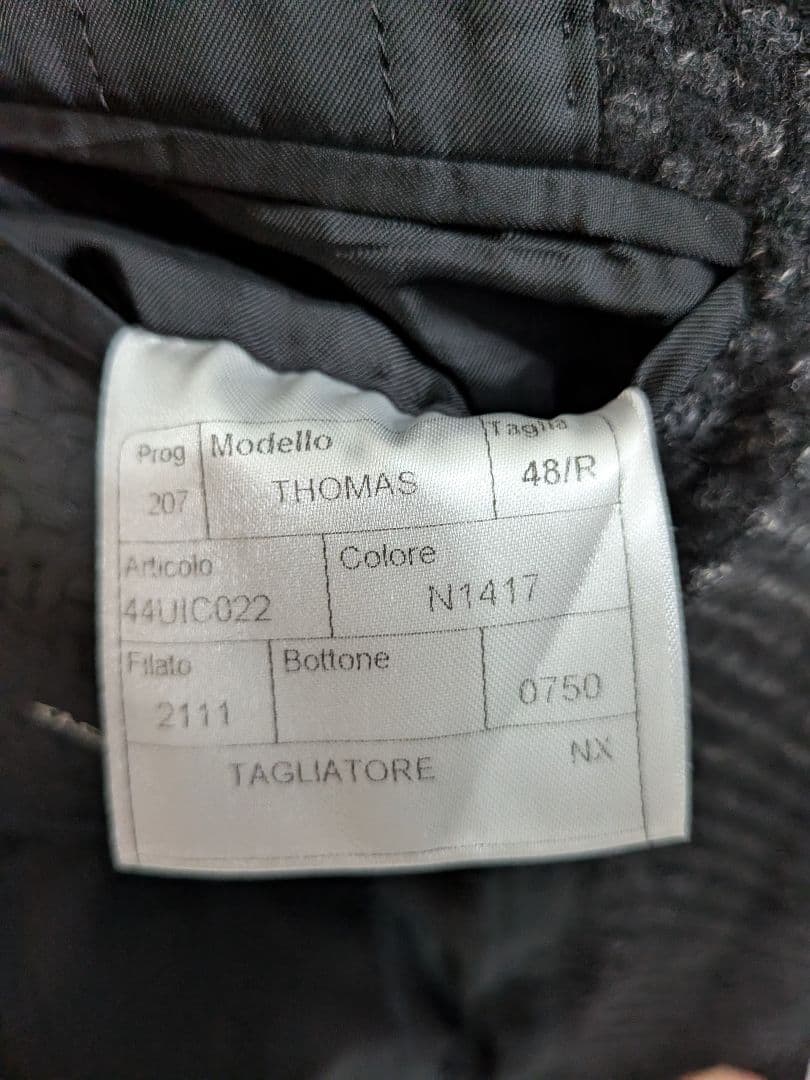 Prog Modello Taglia
207 THOMAS 48/R
Articolo Colore
44UIC022 N1417
Filato Bottone
2111 0750
TAGLIATORE NX